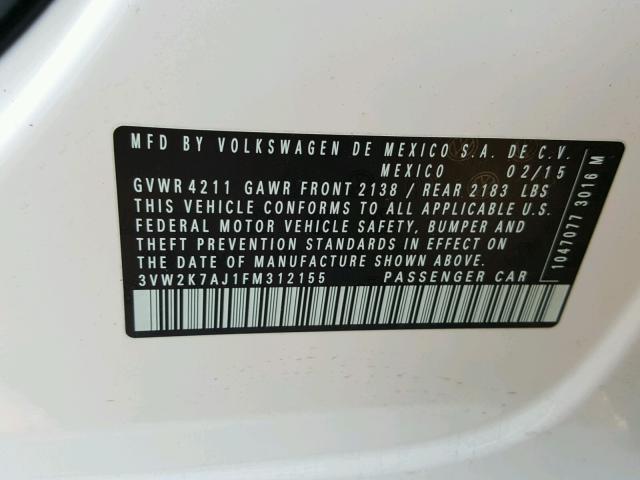 MFD BY VOLKSWAGEN DE MEXICO S.A. DE C.V.
MEXICO 02/15
GVWR 4211 GAWR FRONT 2138 / REAR 2183 LBS
THIS VEHICLE CONFORMS TO ALL APPLICABLE U.S.
FEDERAL MOTOR VEHICLE SAFETY, BUMPER AND
THEFT PREVENTION STANDARDS IN EFFECT ON
THE DATE OF MANUFACTURE SHOWN ABOVE.
3VW2K7AJ1FM312155 PASSENGER CAR
1047077 3016 M